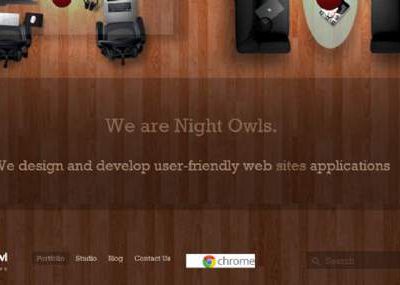 We are Night Owls.
We design and develop user-friendly web sites applications
Portfolio Studio Blog Contact Us chrome Search